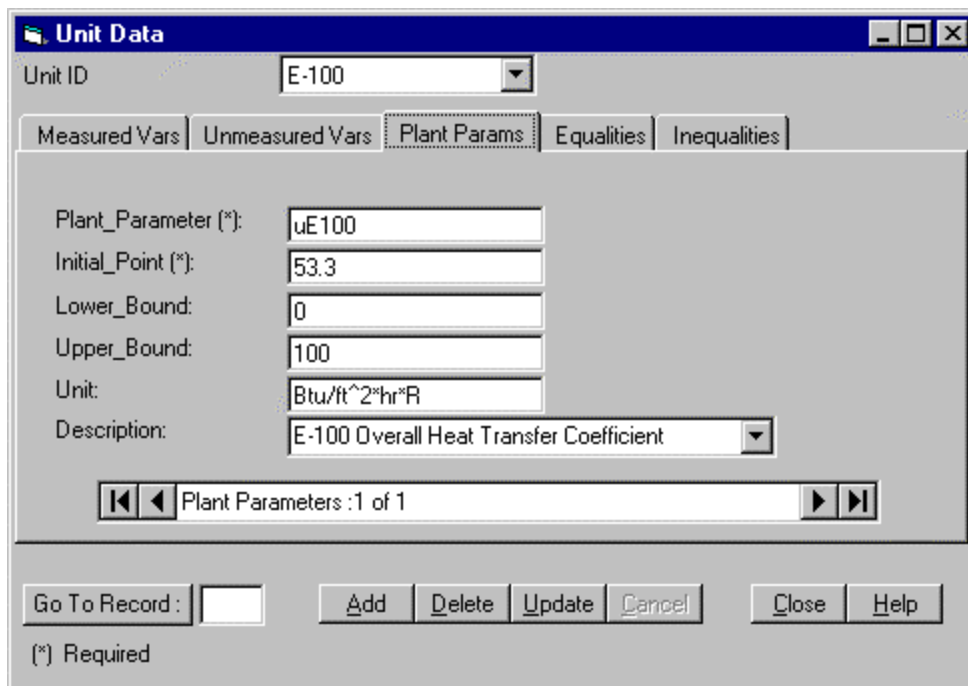 Unit Data
Unit ID E-100
Measured Vars Unmeasured Vars Plant Params Equalities Inequalities
Plant_Parameter (*): uE100
Initial_Point (*): 53.3
Lower_Bound: 0
Upper_Bound: 100
Unit: Btu/ft^2*hr*R
Description: E-100 Overall Heat Transfer Coefficient
Plant Parameters :1 of 1
Go To Record : Add Delete Update Cancel Close Help
(*) Required